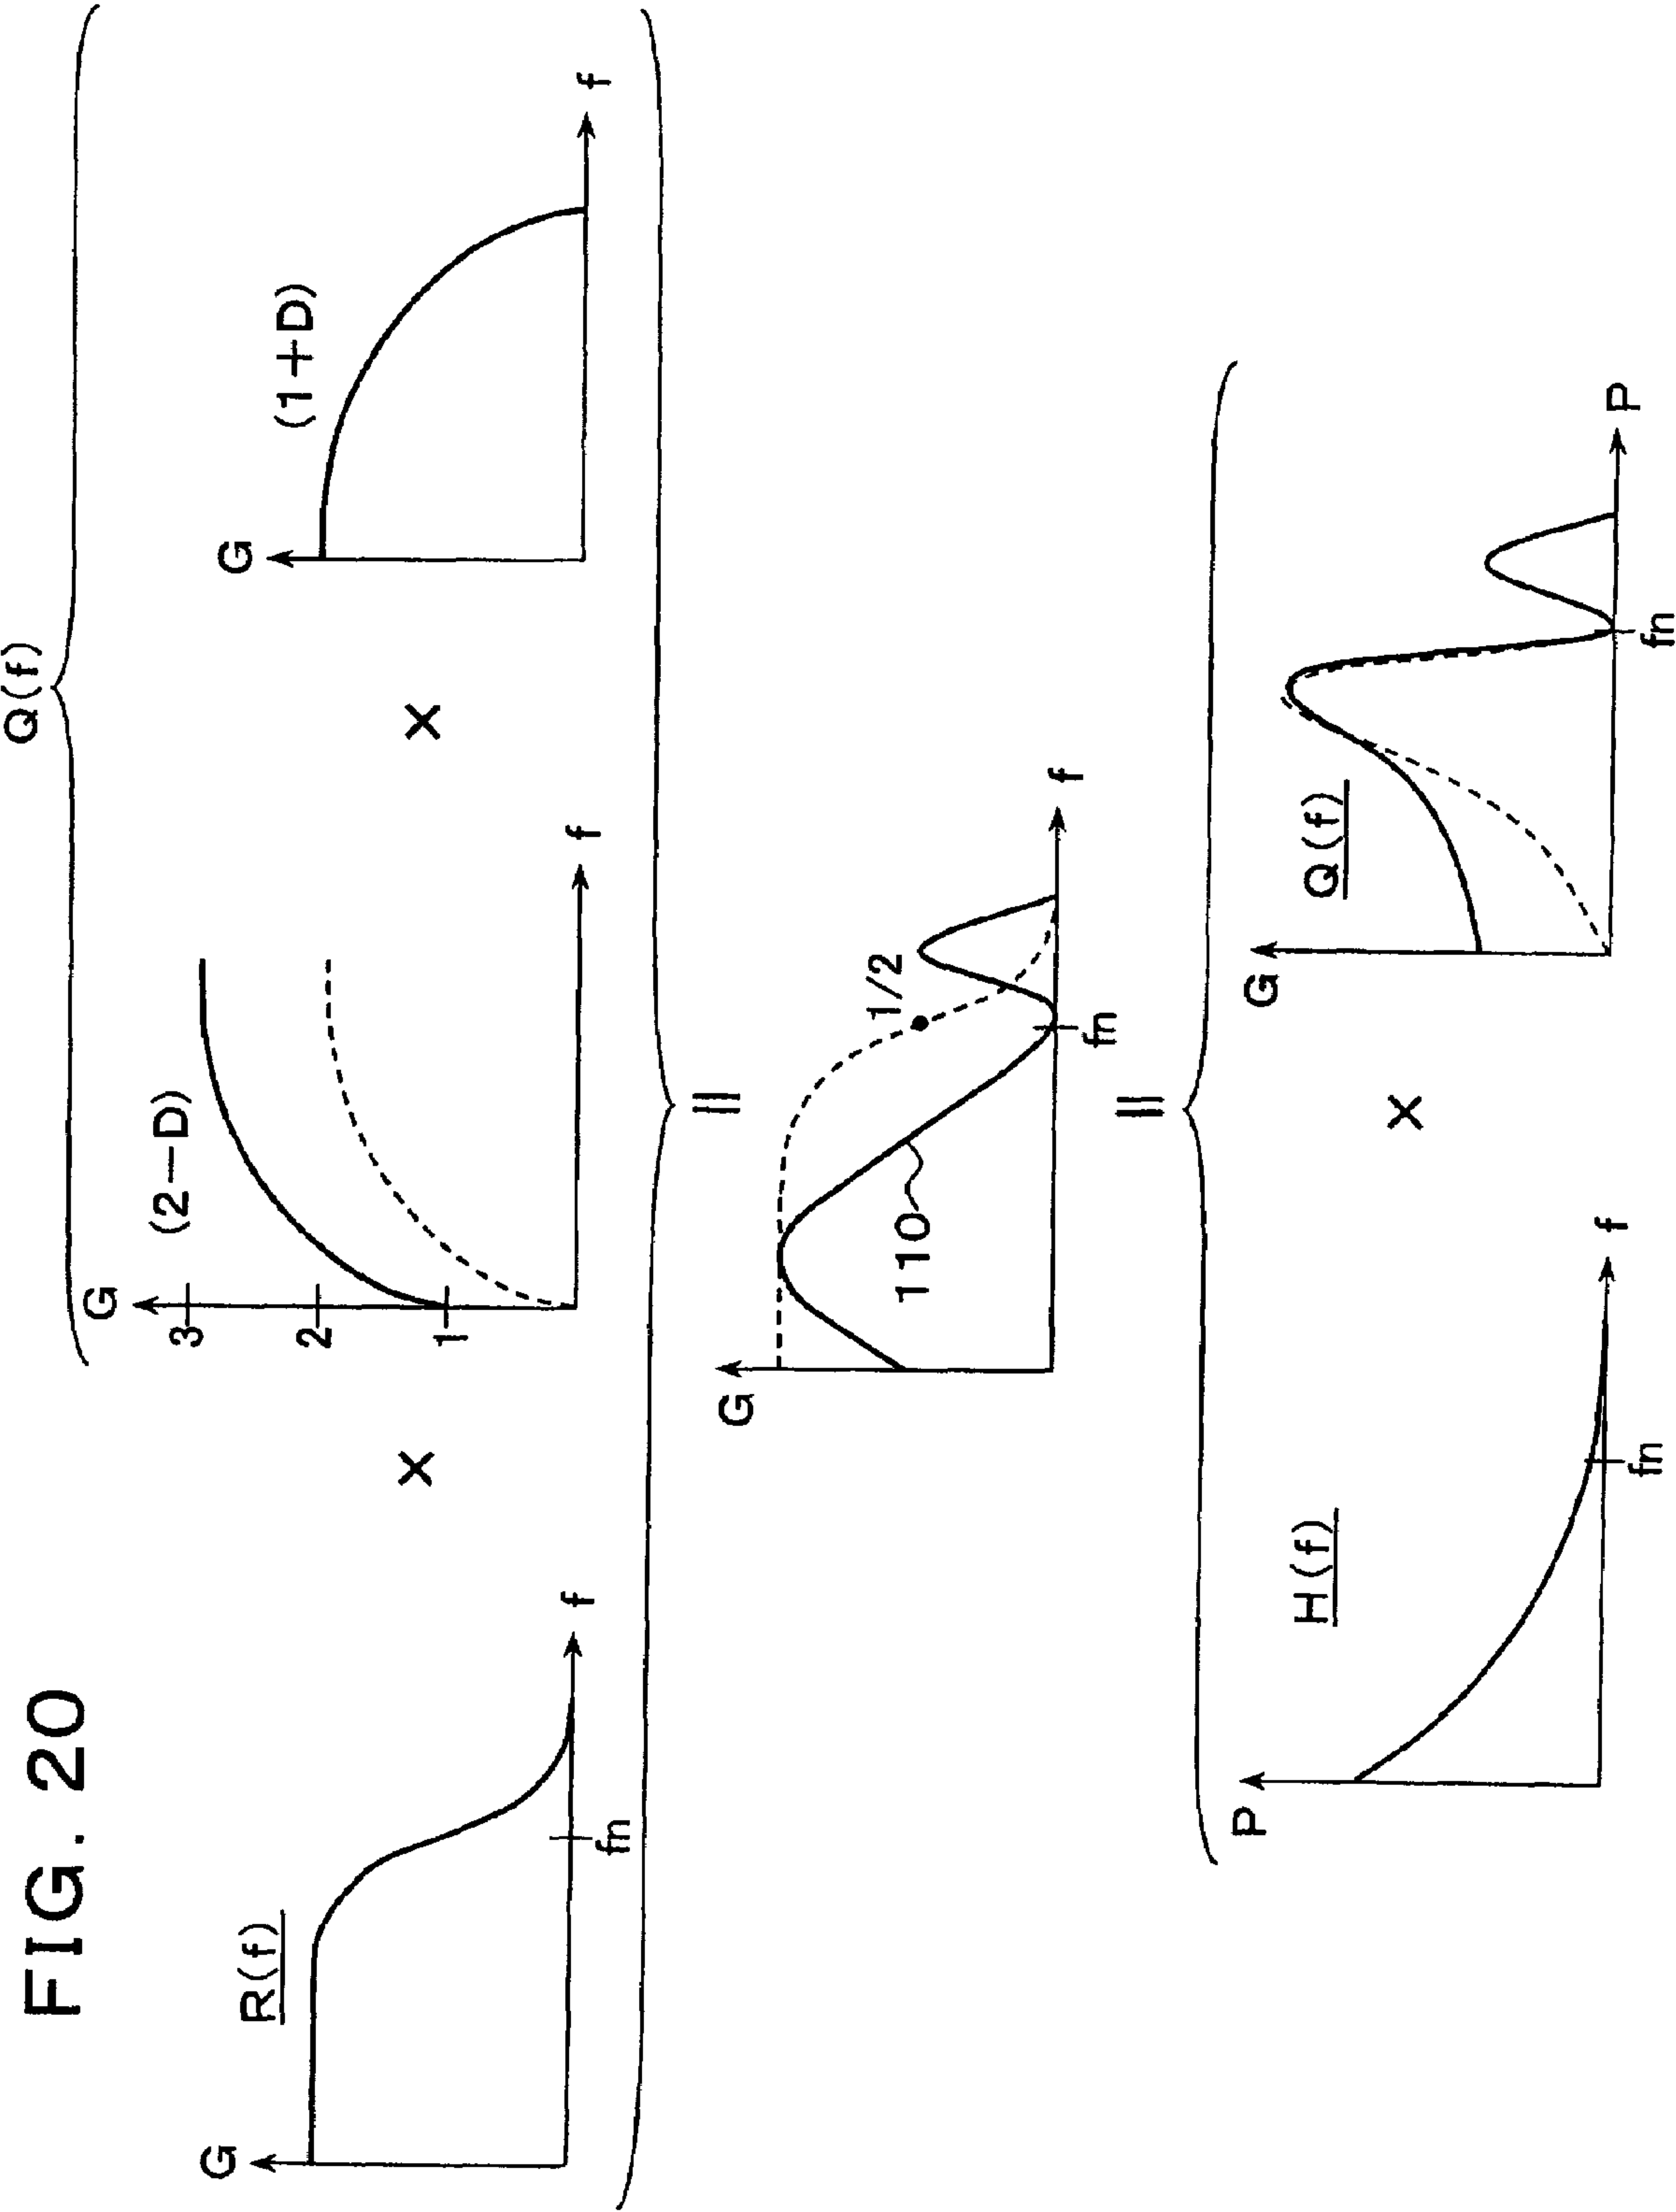 FIG. 20
Q(f)
R(f)
G
fn
f
×
(2−D)
G
3
2
1
f
×
(1+D)
G
f
=
G
110
1/2
fn
f
=
H(f)
P
fn
f
×
Q(f)
G
fn
P